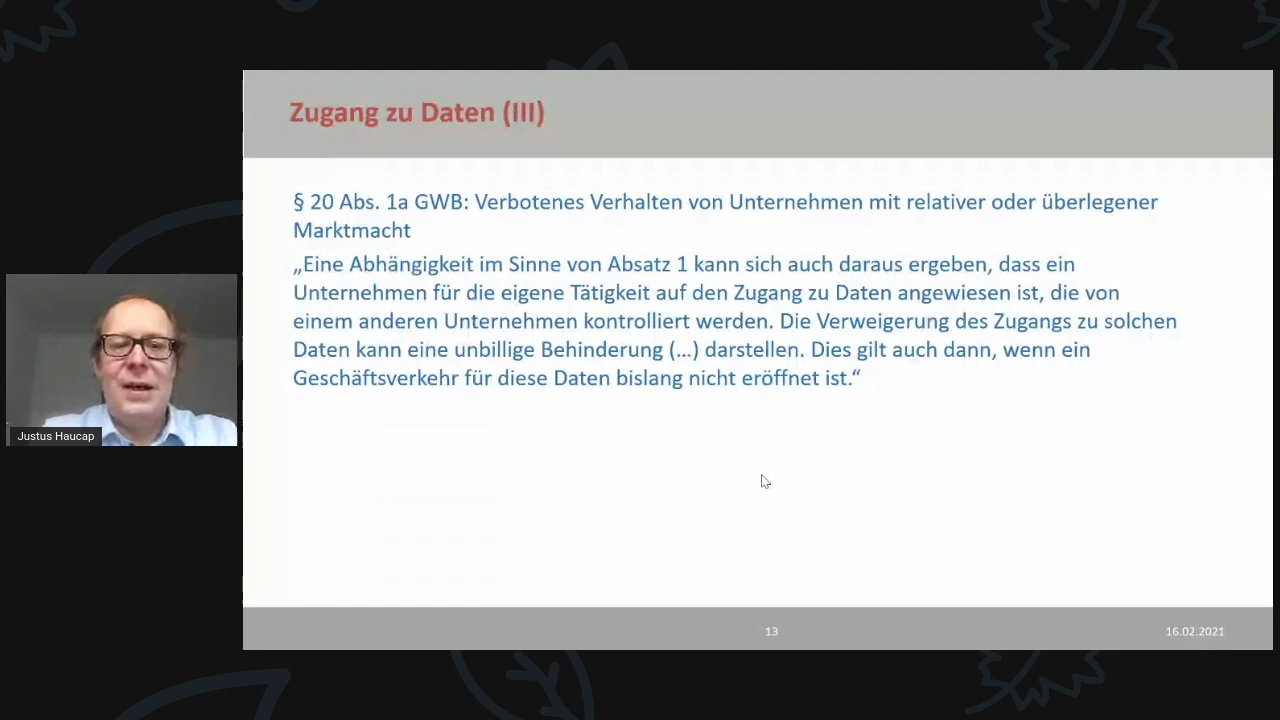 Zugang zu Daten (III)
§ 20 Abs. 1a GWB: Verbotenes Verhalten von Unternehmen mit relativer oder überlegener
Marktmacht
„Eine Abhängigkeit im Sinne von Absatz 1 kann sich auch daraus ergeben, dass ein
Unternehmen für die eigene Tätigkeit auf den Zugang zu Daten angewiesen ist, die von
einem anderen Unternehmen kontrolliert werden. Die Verweigerung des Zugangs zu solchen
Daten kann eine unbillige Behinderung (…) darstellen. Dies gilt auch dann, wenn ein
Geschäftsverkehr für diese Daten bislang nicht eröffnet ist.“
Justus Haucap
13
16.02.2021